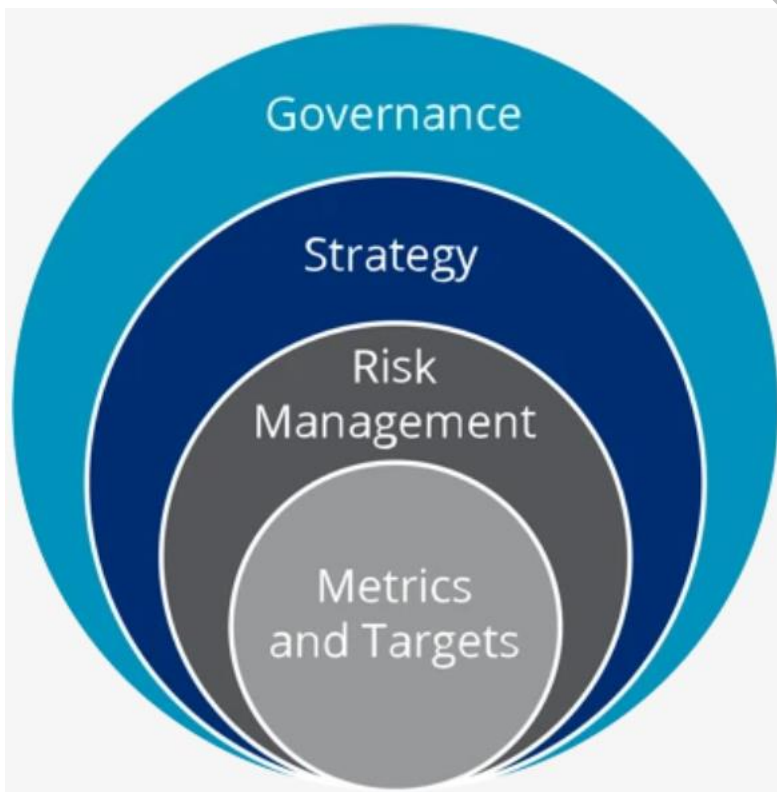 Governance
Strategy
Risk
Management
Metrics
and Targets